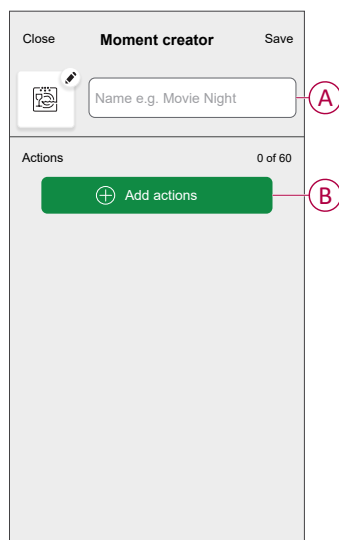 Close Moment creator Save
Name e.g. Movie Night A
Actions 0 of 60
Add actions B